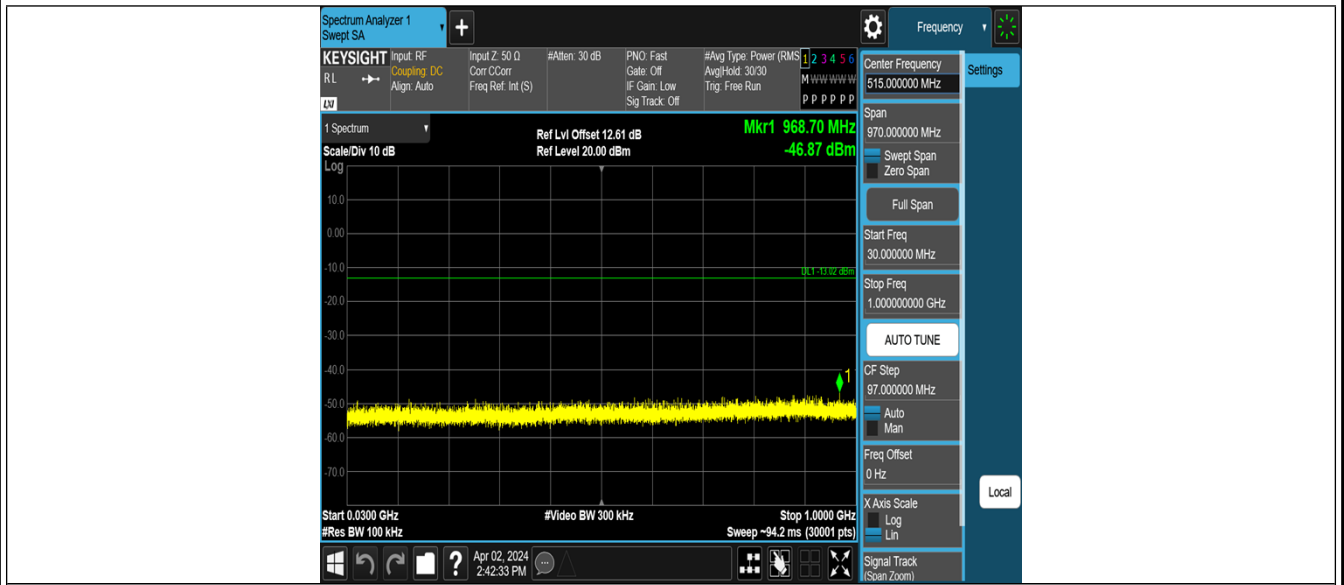 Spectrum Analyzer 1
Swept SA
+
Frequency
KEYSIGHT
RL
LXI
Input: RF
Coupling: DC
Align: Auto
Input Z: 50 Ω
Corr CCorr
Freq Ref: Int (S)
#Atten: 30 dB
PNO: Fast
Gate: Off
IF Gain: Low
Sig Track: Off
#Avg Type: Power (RMS
Avg|Hold: 30/30
Trig: Free Run
1 2 3 4 5 6
M W W W W W
P P P P P P
Center Frequency
515.000000 MHz
Settings
1 Spectrum
Scale/Div 10 dB
Log
Ref Lvl Offset 12.61 dB
Ref Level 20.00 dBm
Mkr1 968.70 MHz
-46.87 dBm
Span
970.000000 MHz
Swept Span
Zero Span
Full Span
Start Freq
30.000000 MHz
Stop Freq
1.000000000 GHz
AUTO TUNE
CF Step
97.000000 MHz
Auto
Man
Freq Offset
0 Hz
X Axis Scale
Log
Lin
Signal Track
(Span Zoom)
Local
10.0
0.00
-10.0
DL1 -13.02 dBm
-20.0
-30.0
-40.0
1
-50.0
-60.0
-70.0
Start 0.0300 GHz
#Res BW 100 kHz
#Video BW 300 kHz
Stop 1.0000 GHz
Sweep ~94.2 ms (30001 pts)
?
Apr 02, 2024
2:42:33 PM